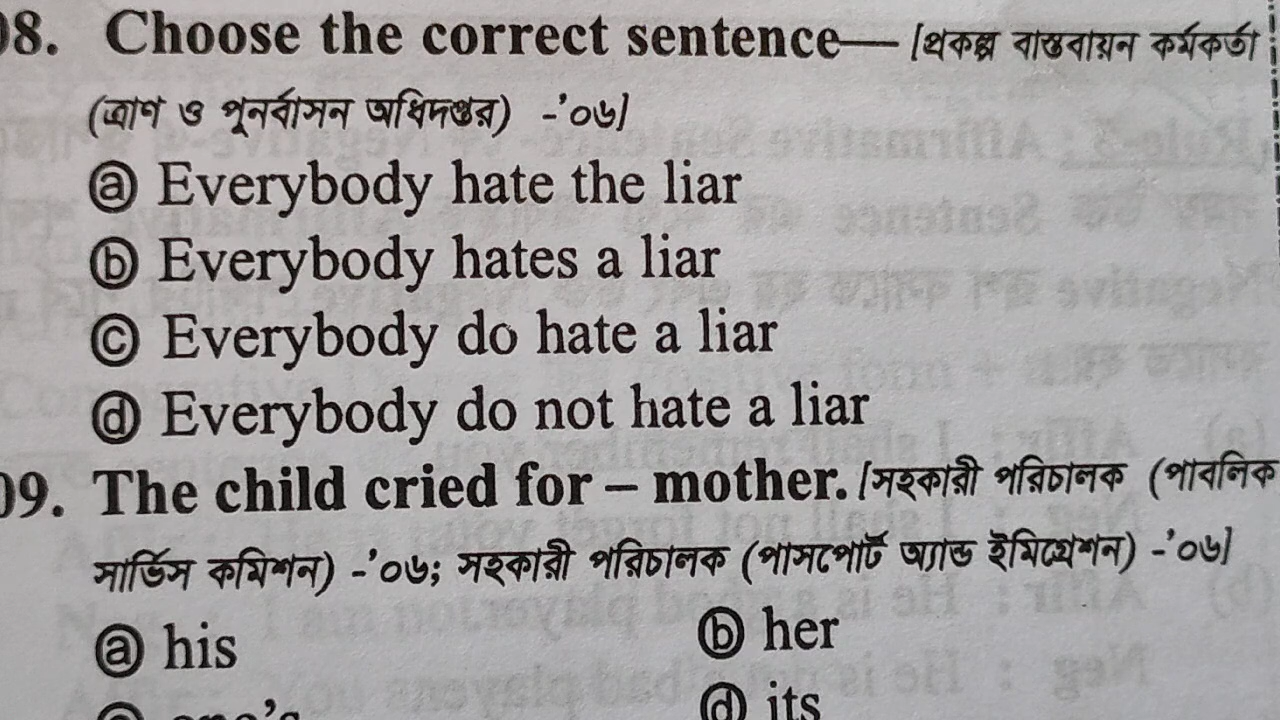 08. Choose the correct sentence— [প্রকল্প বাস্তবায়ন কর্মকর্তা
(ত্রাণ ও পুনর্বাসন অধিদপ্তর) -'০৬]
ⓐ Everybody hate the liar
ⓑ Everybody hates a liar
ⓒ Everybody do hate a liar
ⓓ Everybody do not hate a liar
09. The child cried for – mother. [সহকারী পরিচালক (পাবলিক
সার্ভিস কমিশন) -'০৬; সহকারী পরিচালক (পাসপোর্ট অ্যান্ড ইমিগ্রেশন) -'০৬]
ⓐ his ⓑ her
ⓒ one's ⓓ its